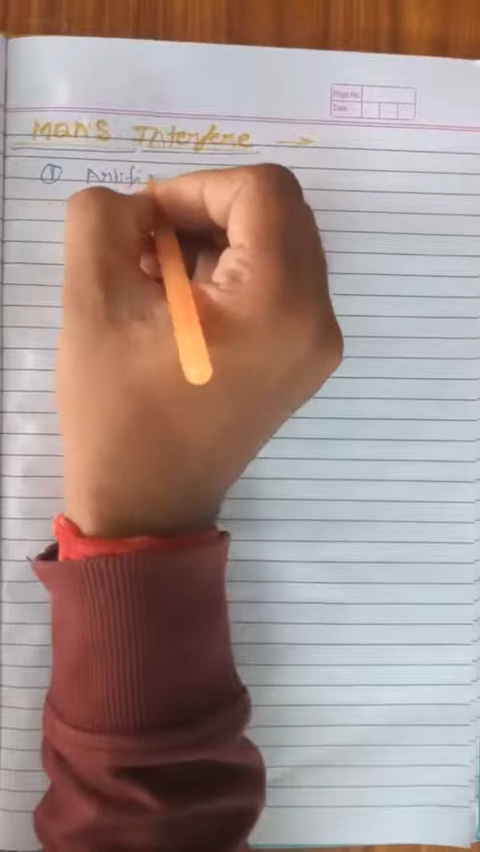 Page No.
Date
MAN'S Interfere →
① Artifi